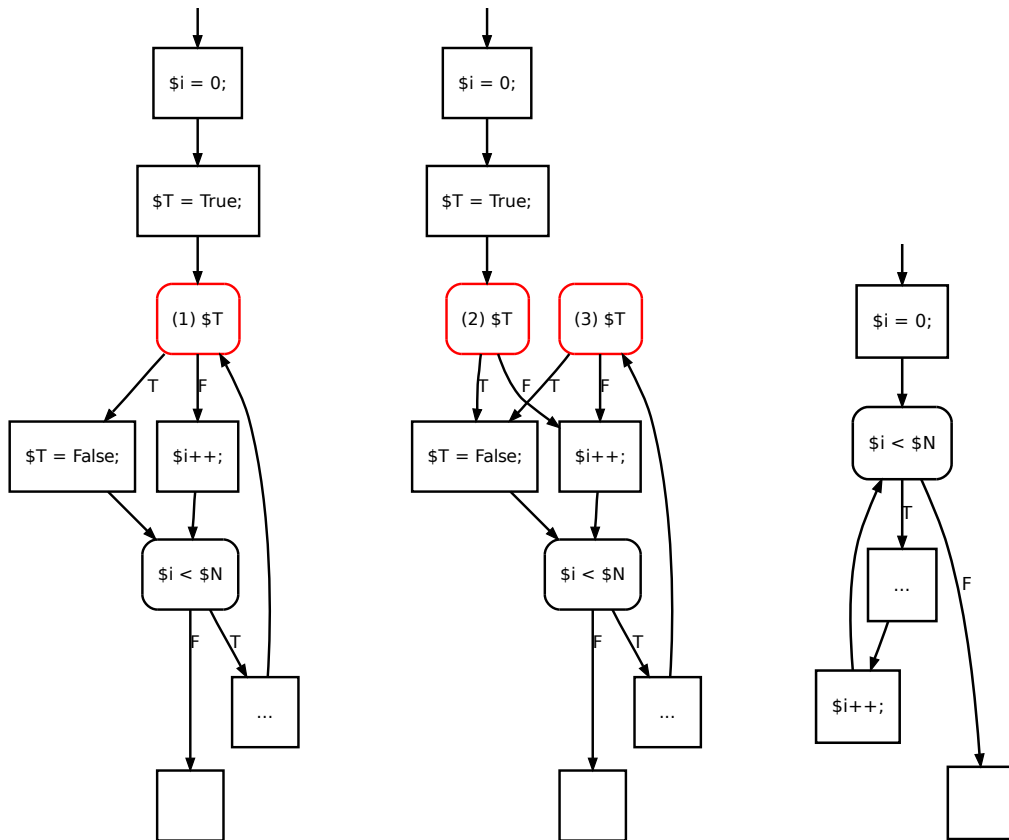 $i = 0;
$T = True;
(1) $T
T
F
$T = False;
$i++;
$i < $N
F
T
...
$i = 0;
$T = True;
(2) $T
(3) $T
T
F
T
F
$T = False;
$i++;
$i < $N
F
T
...
$i = 0;
$i < $N
T
...
F
$i++;